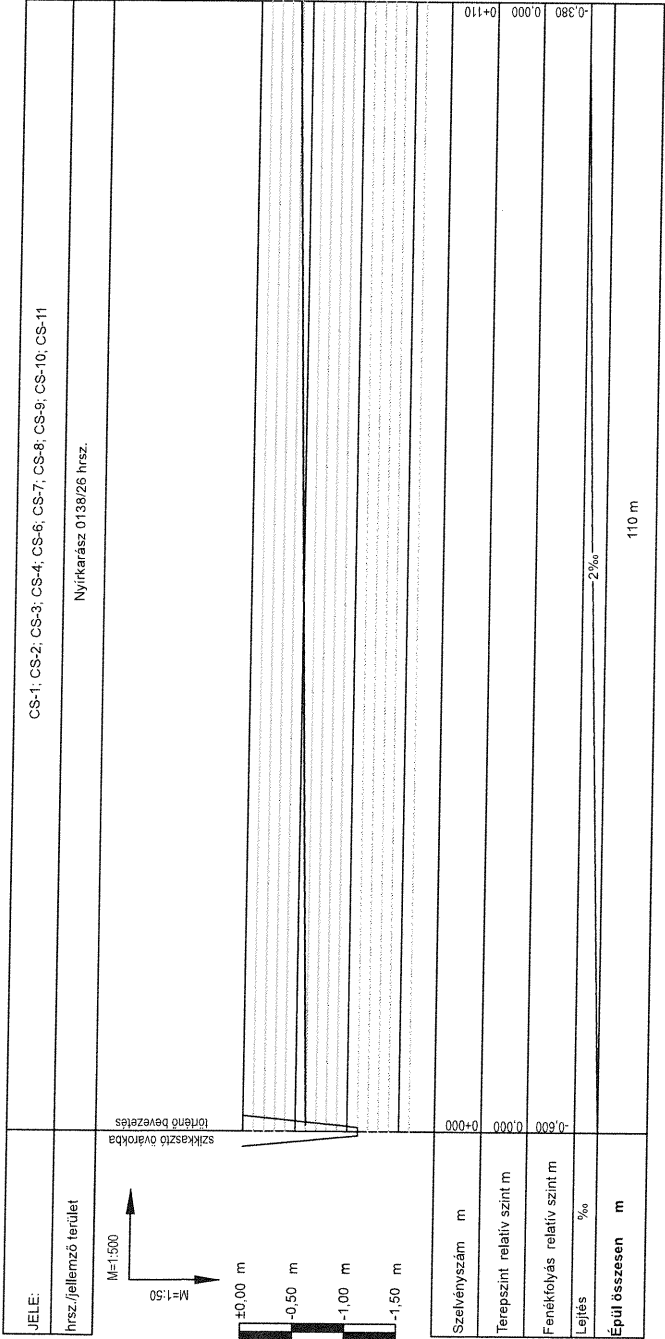 JELE:
CS-1; CS-2; CS-3; CS-4; CS-6; CS-7; CS-8; CS-9; CS-10; CS-11
hrsz./jellemző terület
Nyírkarász 0138/26 hrsz.
M=1:500
M=1:50
szikkasztó övárokba
történő bevezetés
±0,00 m
-0,50 m
-1,00 m
-1,50 m
Szelvényszám m
0+000
0+110
Terepszint relatív szint m
0,000
0,000
Fenékfolyás relatív szint m
-0,600
-0,380
Lejtés ‰
2‰
Épül összesen m
110 m